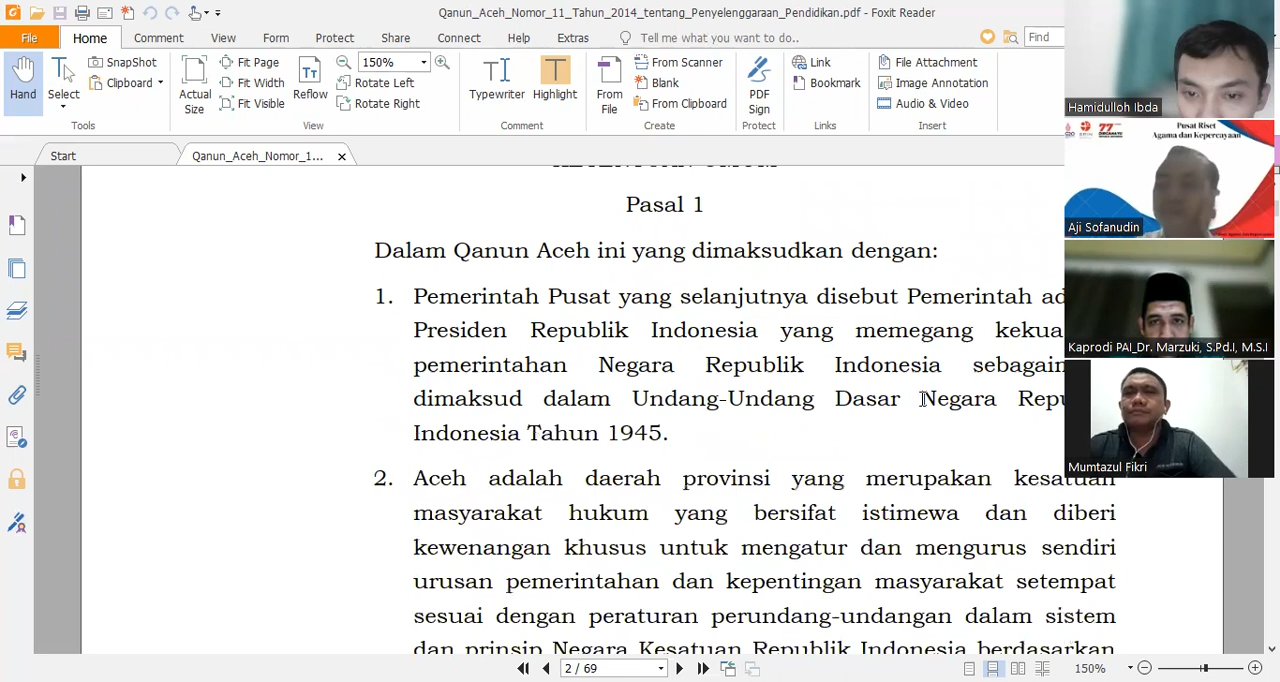 Qanun_Aceh_Nomor_11_Tahun_2014_tentang_Penyelenggaraan_Pendidikan.pdf - Foxit Reader
File Home Comment View Form Protect Share Connect Help Extras Tell me what you want to do.. Find
Hand
Select
SnapShot
Clipboard
Tools
Actual Size
Fit Page
Fit Width
Fit Visible
Reflow
150%
Rotate Left
Rotate Right
View
Typewriter
Highlight
Comment
From File
From Scanner
Blank
From Clipboard
Create
PDF Sign
Protect
Link
Bookmark
Links
File Attachment
Image Annotation
Audio & Video
Insert
Start Qanun_Aceh_Nomor_1...
Pasal 1
Dalam Qanun Aceh ini yang dimaksudkan dengan:
1. Pemerintah Pusat yang selanjutnya disebut Pemerintah
Presiden Republik Indonesia yang memegang
pemerintahan Negara Republik Indonesia
dimaksud dalam Undang-Undang Dasar Negara
Indonesia Tahun 1945.
2. Aceh adalah daerah provinsi yang merupakan kesatuan
masyarakat hukum yang bersifat istimewa dan diberi
kewenangan khusus untuk mengatur dan mengurus sendiri
urusan pemerintahan dan kepentingan masyarakat setempat
sesuai dengan peraturan perundang-undangan dalam sistem
dan prinsip Negara Kesatuan Republik Indonesia berdasarkan
2 / 69
150%
Hamidulloh Ibda
Pusat Riset
Agama dan Kepercayaan
77
Aji Sofanudin
Kaprodi PAI_Dr. Marzuki, S.Pd.I, M.S.I
Mumtazul Fikri